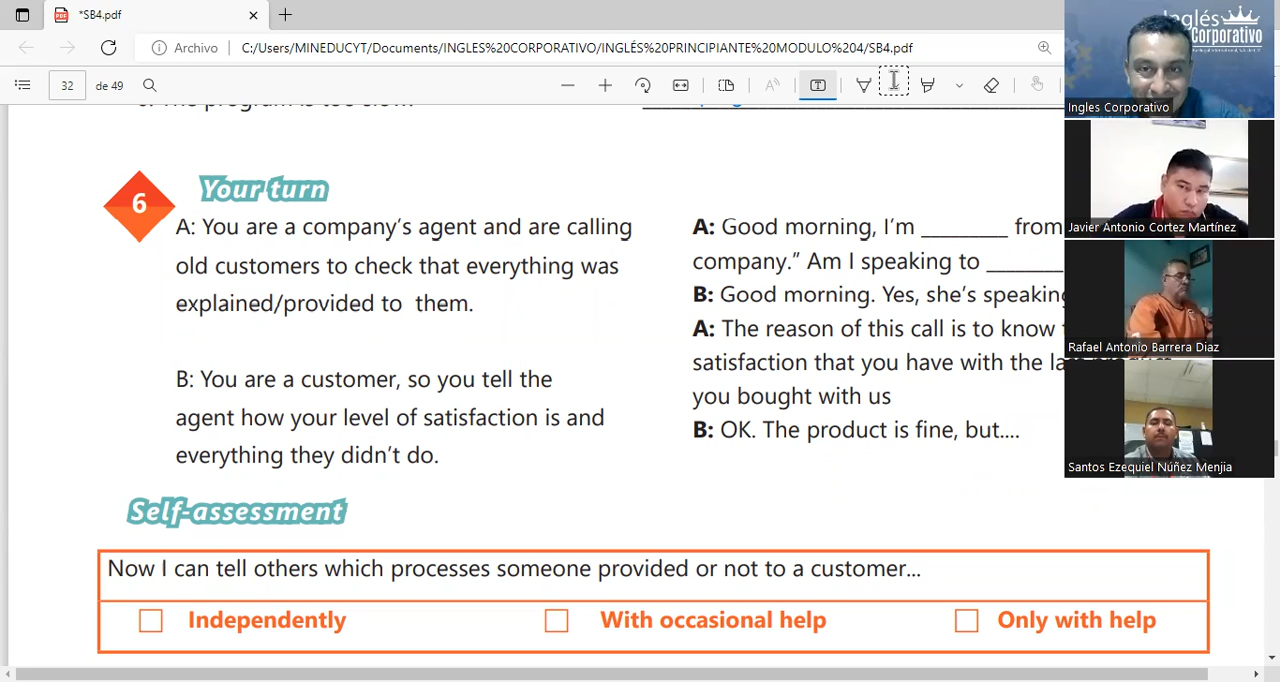 *SB4.pdf
Archivo C:/Users/MINEDUCYT/Documents/INGLES%20CORPORATIVO/INGLÉS%20PRINCIPIANTE%20MODULO%204/SB4.pdf
32 de 49
Inglés
Corporativo
Ingles Corporativo
Javier Antonio Cortez Martínez
Rafael Antonio Barrera Diaz
Santos Ezequiel Núñez Menjia
6 Your turn
A: You are a company’s agent and are calling
old customers to check that everything was
explained/provided to them.
B: You are a customer, so you tell the
agent how your level of satisfaction is and
everything they didn’t do.
A: Good morning, I’m ________ from
company.” Am I speaking to _______
B: Good morning. Yes, she’s speaking
A: The reason of this call is to know
satisfaction that you have with the
you bought with us
B: OK. The product is fine, but....
Self-assessment
Now I can tell others which processes someone provided or not to a customer...
Independently With occasional help Only with help